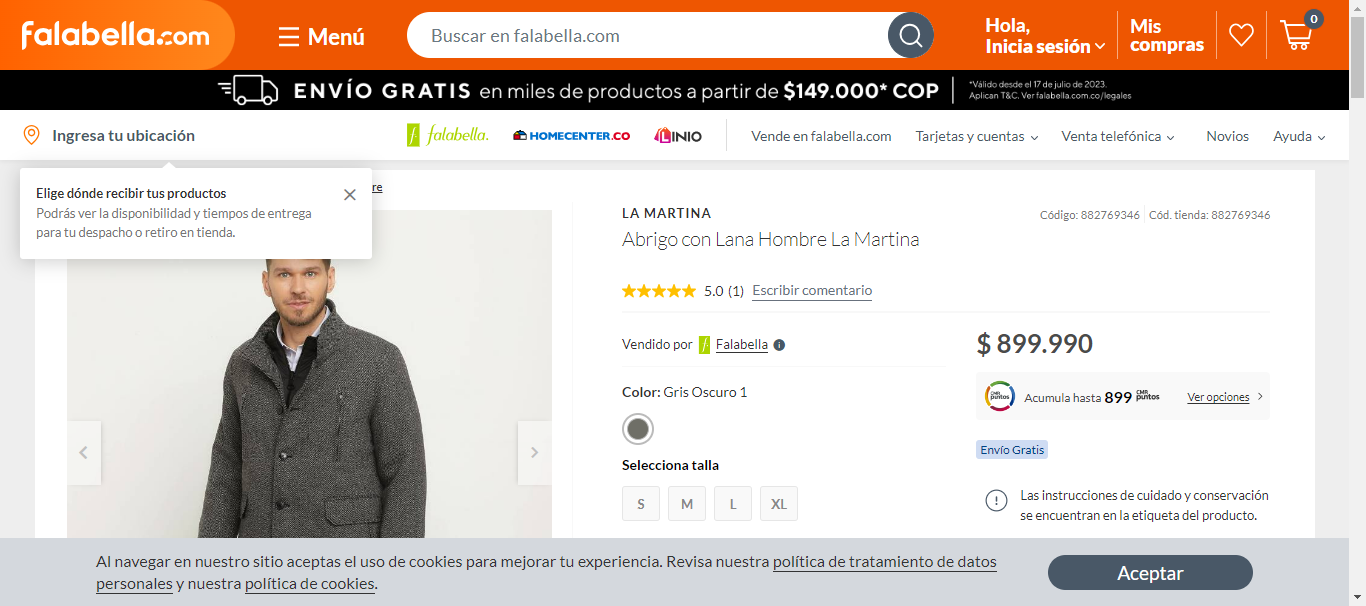 falabella.com
Menú
Buscar en falabella.com
Hola,
Inicia sesión
Mis
compras
0
ENVÍO GRATIS en miles de productos a partir de $149.000* COP
*Válido desde el 17 de julio de 2023.
Aplican T&C. Ver falabella.com.co/legales
Ingresa tu ubicación
falabella.
HOMECENTER.CO
LINIO
Vende en falabella.com
Tarjetas y cuentas
Venta telefónica
Novios
Ayuda
Elige dónde recibir tus productos
Podrás ver la disponibilidad y tiempos de entrega
para tu despacho o retiro en tienda.
re
LA MARTINA
Código: 882769346
Cód. tienda: 882769346
Abrigo con Lana Hombre La Martina
5.0 (1)
Escribir comentario
Vendido por Falabella
$ 899.990
Color: Gris Oscuro 1
CMR puntos
Acumula hasta 899 CMR puntos
Ver opciones
Envío Gratis
Selecciona talla
S
M
L
XL
Las instrucciones de cuidado y conservación
se encuentran en la etiqueta del producto.
Al navegar en nuestro sitio aceptas el uso de cookies para mejorar tu experiencia. Revisa nuestra política de tratamiento de datos
personales y nuestra política de cookies.
Aceptar